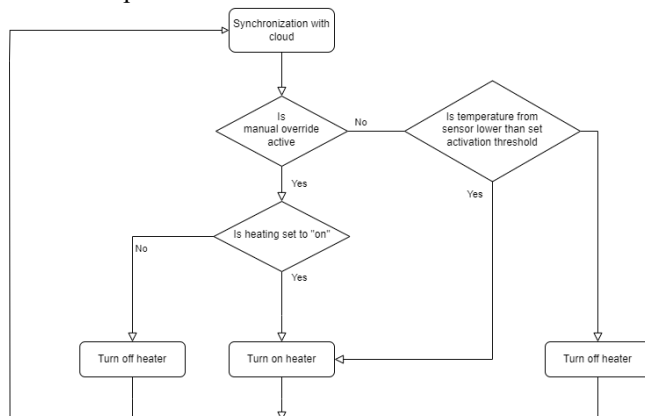 Synchronization with
cloud
Is
manual override
active
No
Is temperature from
sensor lower than set
activation threshold
Yes
Yes
Is heating set to "on"
No
Yes
Turn off heater
Turn on heater
Turn off heater